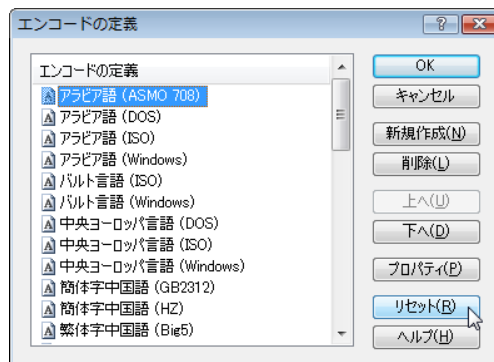 エンコードの定義
エンコードの定義
アラビア語 (ASMO 708)
アラビア語 (DOS)
アラビア語 (ISO)
アラビア語 (Windows)
バルト言語 (ISO)
バルト言語 (Windows)
中央ヨーロッパ言語 (DOS)
中央ヨーロッパ言語 (ISO)
中央ヨーロッパ言語 (Windows)
簡体字中国語 (GB2312)
簡体字中国語 (HZ)
繁体字中国語 (Big5)
OK
キャンセル
新規作成(N)
削除(L)
上へ(U)
下へ(D)
プロパティ(P)
リセット(R)
ヘルプ(H)